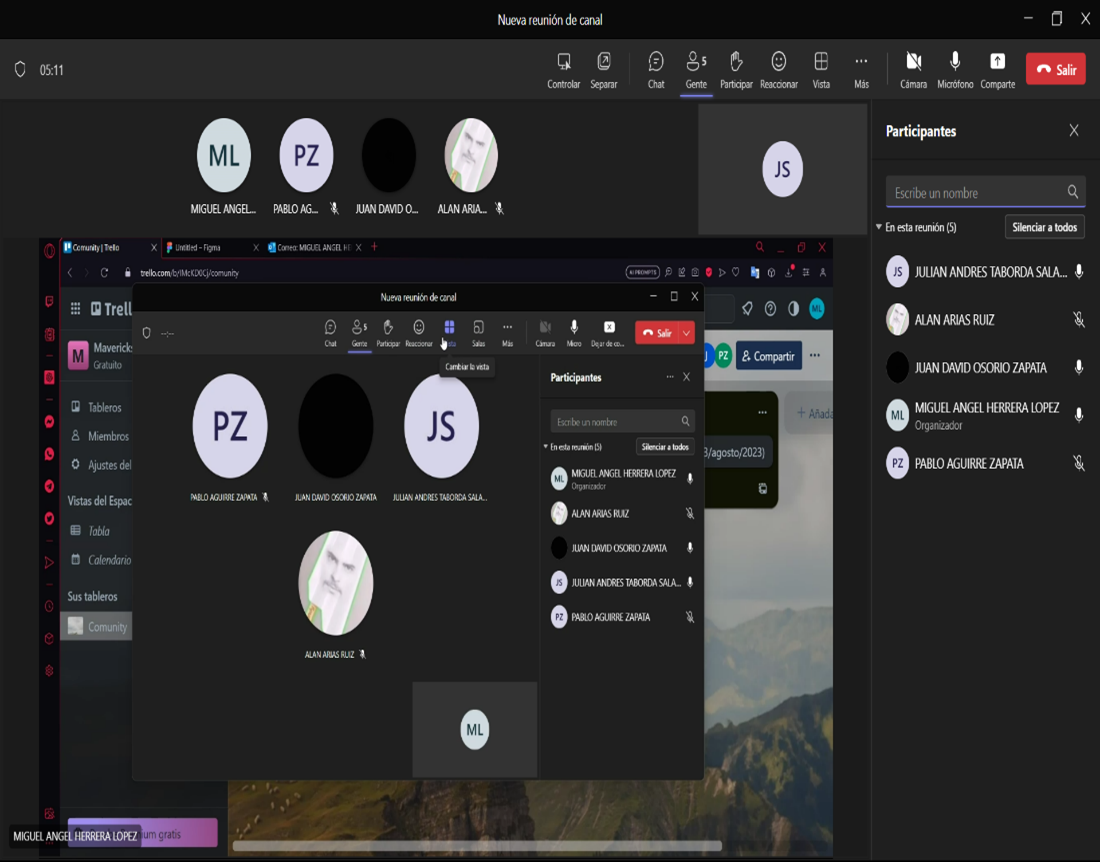 Nueva reunión de canal
05:11
Controlar Separar Chat Gente 5 Participar Reaccionar Vista Más Cámara Micrófono Comparte Salir
ML PZ
MIGUEL ANGEL... PABLO AG... JUAN DAVID O... ALAN ARIA...
JS
Participantes
Escribe un nombre
En esta reunión (5) Silenciar a todos
JS JULIAN ANDRES TABORDA SALA...
ALAN ARIAS RUIZ
JUAN DAVID OSORIO ZAPATA
ML MIGUEL ANGEL HERRERA LOPEZ
Organizador
PZ PABLO AGUIRRE ZAPATA
Comunity | Trello Untitled – Figma Correo: MIGUEL ANGEL HE
trello.com/b/IMcKD0Cj/comunity AI PROMPTS
Trell
ML
M Mavericks
Gratuito
PZ Compartir
Tableros
Miembros
Ajustes del
Vistas del Espac
Tabla
Calendario
Sus tableros
Comunity
+ Añada
3/agosto/2023)
Nueva reunión de canal
--:--
Chat Gente 5 Participar Reaccionar Salas Más Cámara Micro Dejar de co... Salir
Cambiar la vista
PZ JS
PABLO AGUIRRE ZAPATA JUAN DAVID OSORIO ZAPATA JULIAN ANDRES TABORDA SALA...
ALAN ARIAS RUIZ
ML
Participantes
Escribe un nombre
En esta reunión (5) Silenciar a todos
ML MIGUEL ANGEL HERRERA LOPEZ
Organizador
ALAN ARIAS RUIZ
JUAN DAVID OSORIO ZAPATA
JS JULIAN ANDRES TABORDA SALA...
PZ PABLO AGUIRRE ZAPATA
MIGUEL ANGEL HERRERA LOPEZ
ium gratis